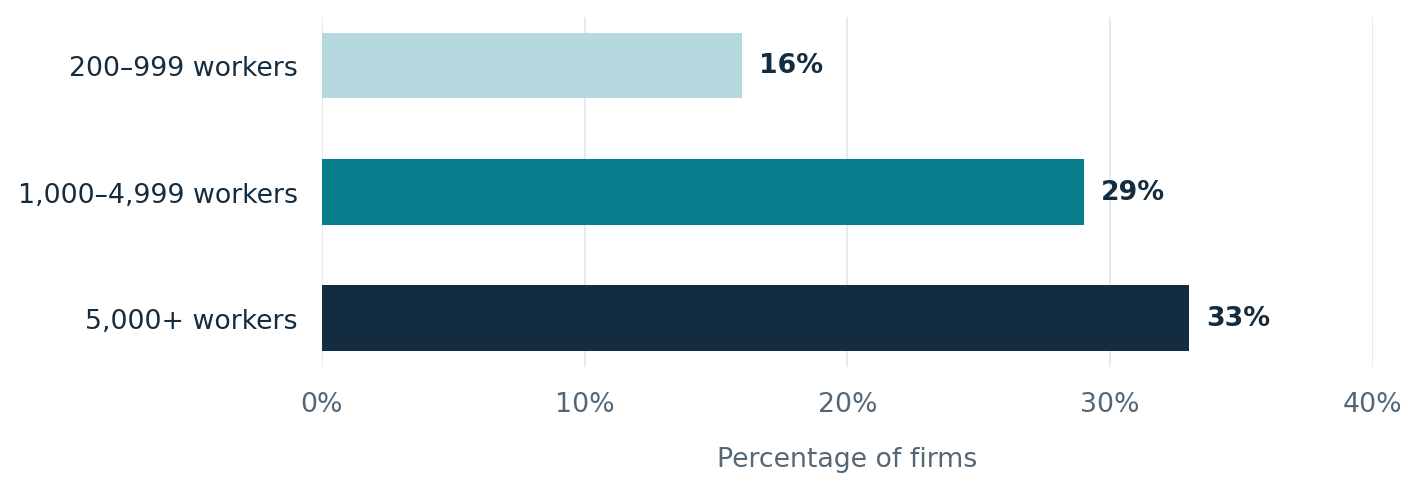 200–999 workers
16%
1,000–4,999 workers
29%
5,000+ workers
33%
0% 10% 20% 30% 40%
Percentage of firms